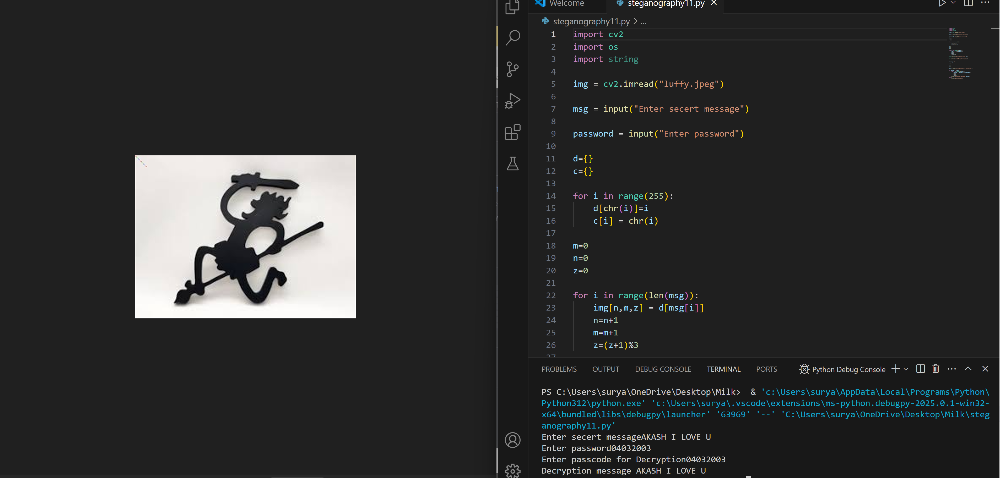 Welcome
steganography11.py
steganography11.py > ...
1 import cv2
2 import os
3 import string
4
5 img = cv2.imread("luffy.jpeg")
6
7 msg = input("Enter secert message")
8
9 password = input("Enter password")
10
11 d={}
12 c={}
13
14 for i in range(255):
15     d[chr(i)]=i
16     c[i] = chr(i)
17
18 m=0
19 n=0
20 z=0
21
22 for i in range(len(msg)):
23     img[n,m,z] = d[msg[i]]
24     n=n+1
25     m=m+1
26     z=(z+1)%3
27
PROBLEMS OUTPUT DEBUG CONSOLE TERMINAL PORTS Python Debug Console
PS C:\Users\surya\OneDrive\Desktop\Milk>  & 'c:\Users\surya\AppData\Local\Programs\Python\
Python312\python.exe' 'c:\Users\surya\.vscode\extensions\ms-python.debugpy-2025.0.1-win32-
x64\bundled\libs\debugpy\launcher' '63969' '--' 'C:\Users\surya\OneDrive\Desktop\Milk\steg
anography11.py'
Enter secert messageAKASH I LOVE U
Enter password04032003
Enter passcode for Decryption04032003
Decryption message AKASH I LOVE U